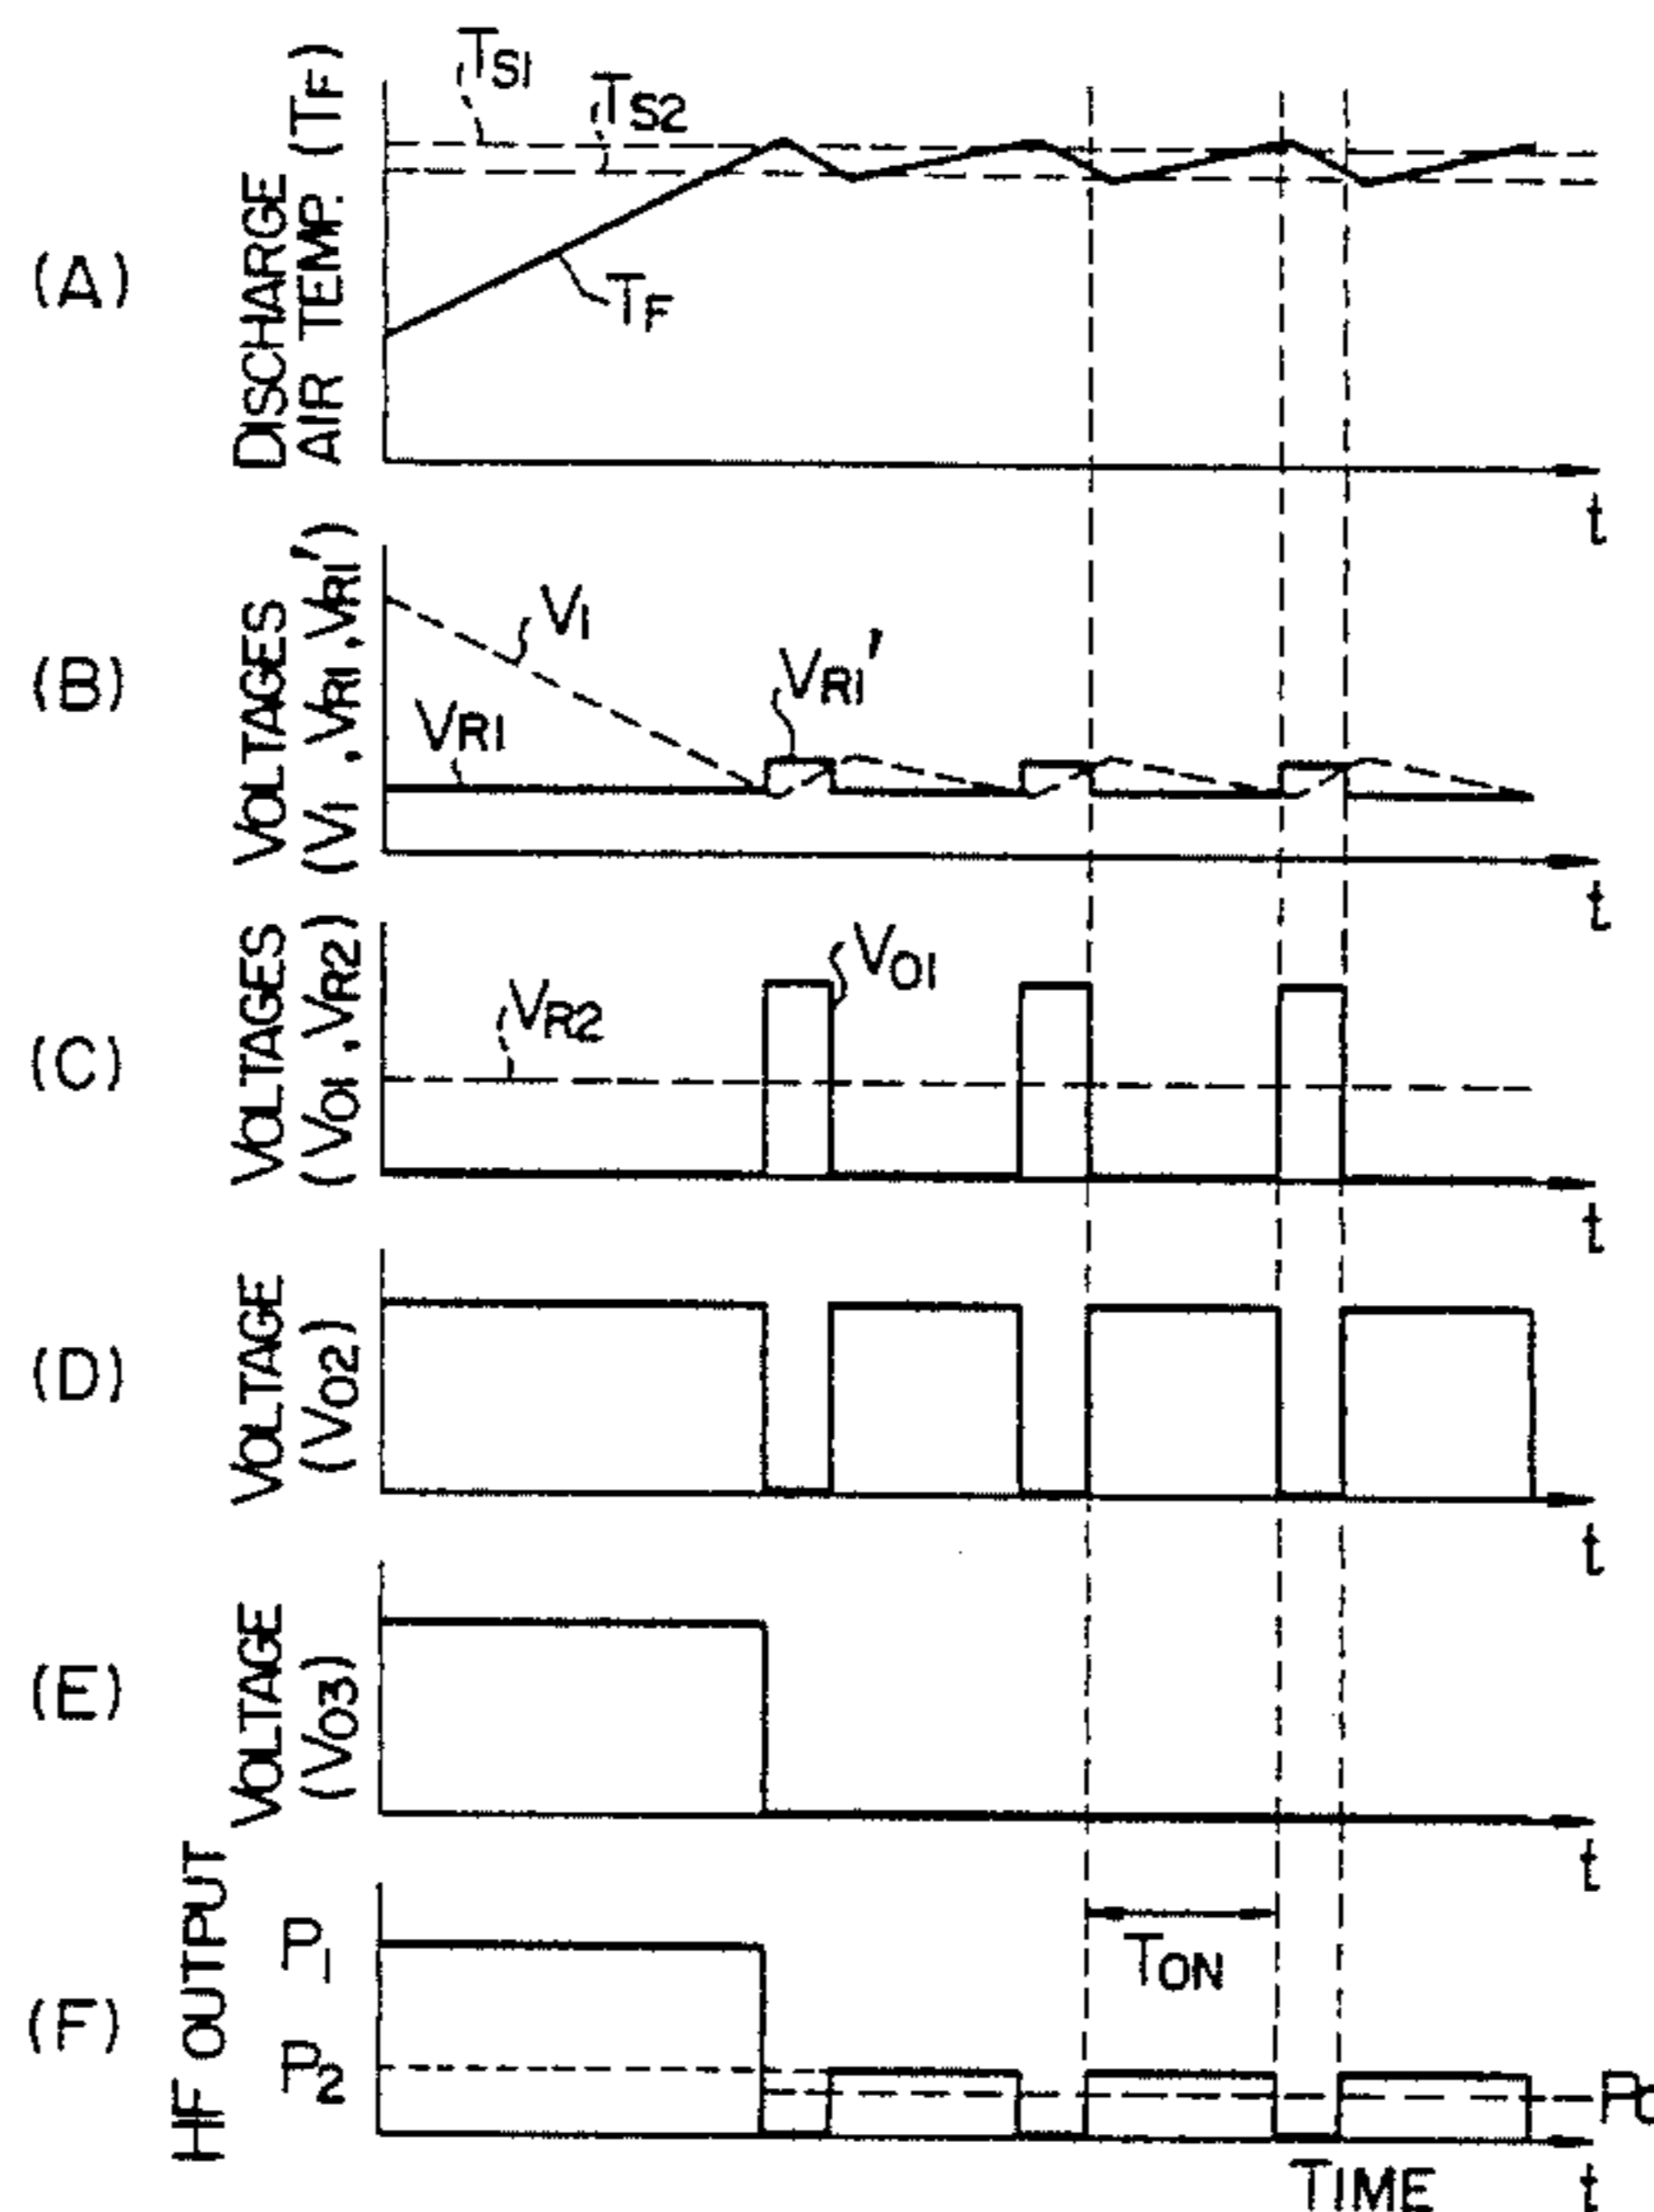 (A)
DISCHARGE
AIR TEMP. (TF)
TS1
TS2
TF
t
(B)
VOLTAGES
(V1, VR1, VR1')
V1
VR1'
VR1
t
(C)
VOLTAGES
(VO1, VR2)
VO1
VR2
t
(D)
VOLTAGE
(VO2)
t
(E)
VOLTAGE
(VO3)
t
(F)
HF OUTPUT
P1
P2
TON
TIME
t